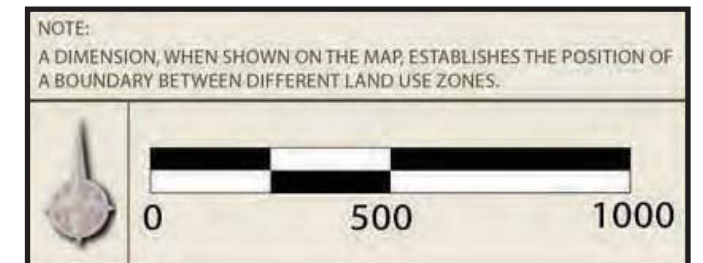 NOTE:
A DIMENSION, WHEN SHOWN ON THE MAP, ESTABLISHES THE POSITION OF
A BOUNDARY BETWEEN DIFFERENT LAND USE ZONES.
0 500 1000